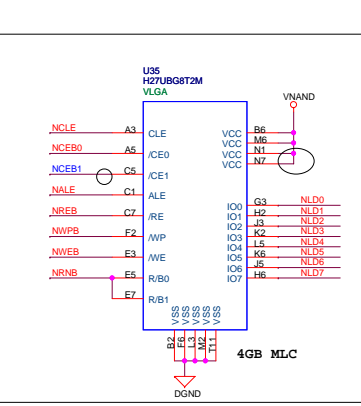 U35
H27UBG8T2M
VLGA
VNAND
NCLE A3 CLE VCC B6
NCEB0 A5 /CE0 VCC M6
VCC N1
NCEB1 C5 /CE1 VCC N7
NALE C1 ALE
NREB C7 /RE
NWPB F2 /WP
NWEB E3 /WE
NRNB E5 R/B0
E7 R/B1
IO0 G3 NLD0
IO1 H2 NLD1
IO2 J3 NLD2
IO3 K2 NLD3
IO4 L5 NLD4
IO5 K6 NLD5
IO6 J5 NLD6
IO7 H6 NLD7
VSS VSS VSS VSS VSS
B2 F6 L3 M2 T11
4GB MLC
DGND